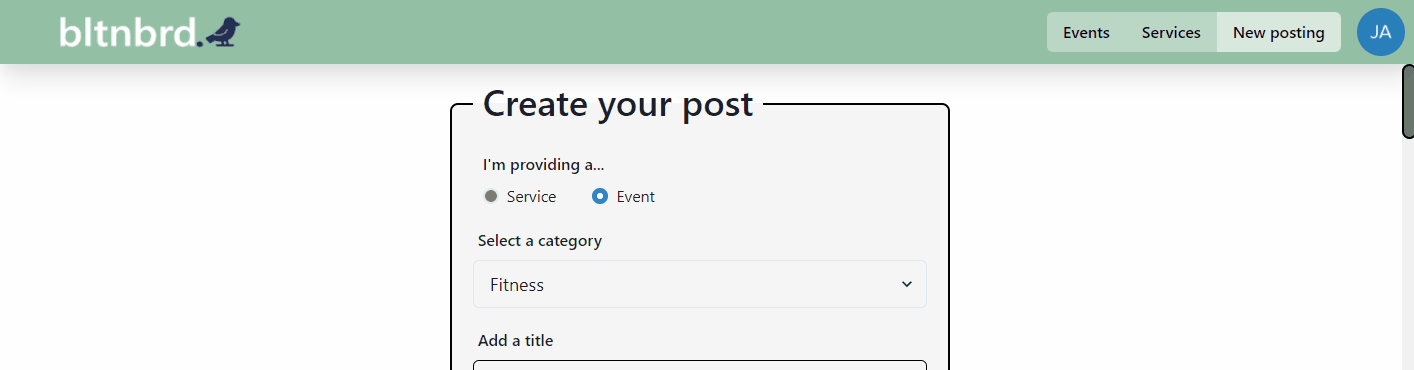 bltnbrd.
Events Services New posting JA
Create your post
I'm providing a...
Service Event
Select a category
Fitness
Add a title